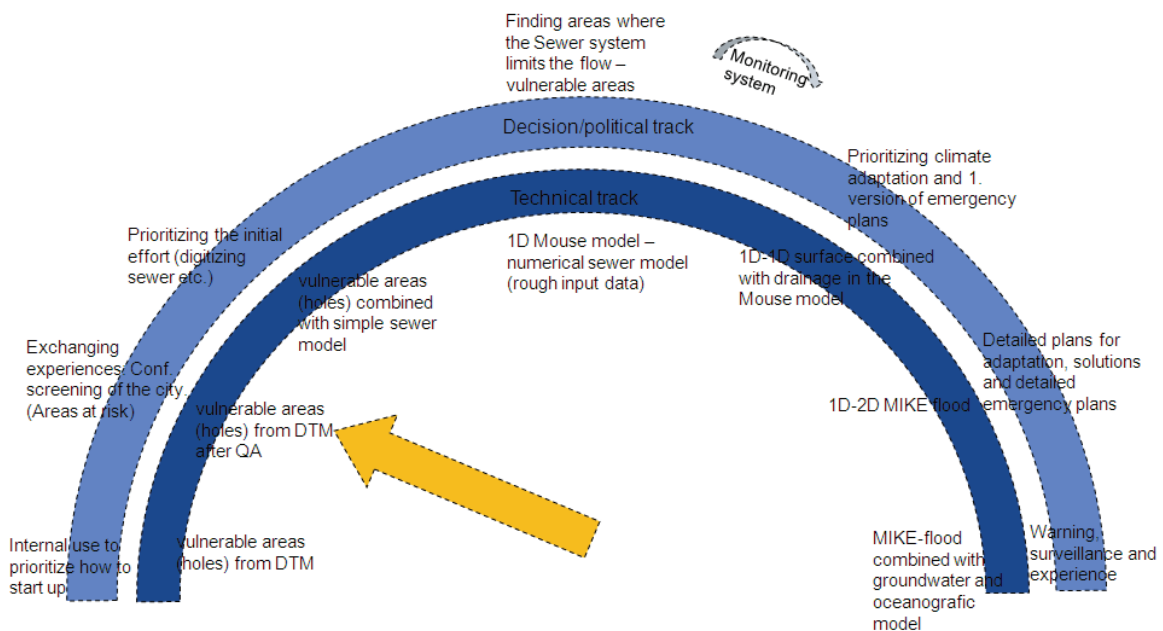 Finding areas where
the Sewer system
limits the flow –
vulnerable areas
Monitoring
system
Decision/political track
Prioritizing climate
adaptation and 1.
version of emergency
plans
Technical track
Prioritizing the initial
effort (digitizing
sewer etc.)
1D Mouse model –
numerical sewer model
(rough input data)
1D-1D surface combined
with drainage in the
Mouse model
vulnerable areas
(holes) combined
with simple sewer
model
Exchanging
experiences. Conf.
screening of the city.
(Areas at risk)
Detailed plans for
adaptation, solutions
and detailed
emergency plans
vulnerable areas
(holes) from DTM
after QA
1D-2D MIKE flood
Internal use to
prioritize how to
start up
vulnerable areas
(holes) from DTM
MIKE-flood
combined with
groundwater and
oceanografic
model
Warning,
surveillance and
experience